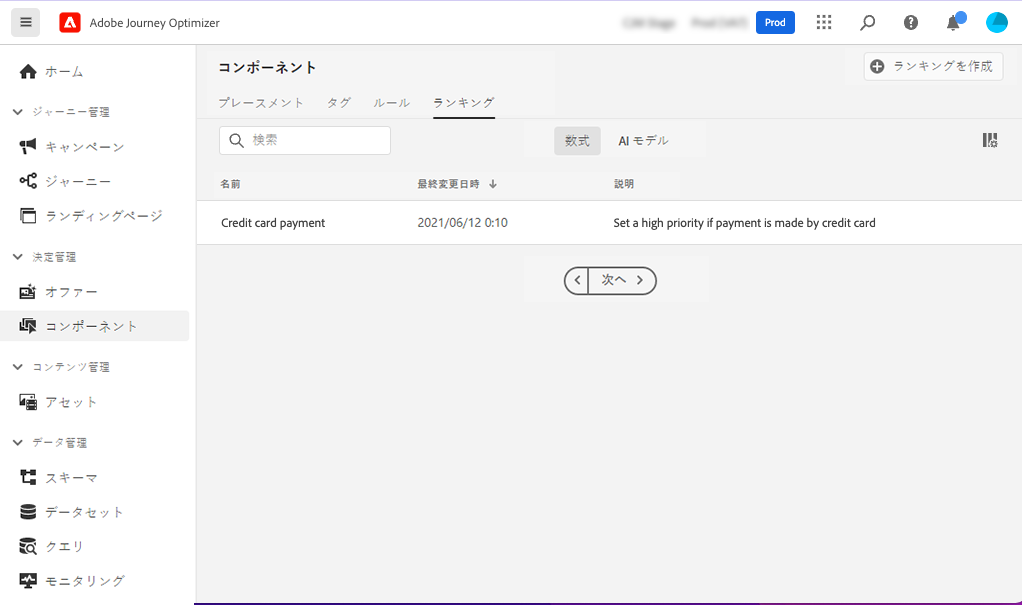 Adobe Journey Optimizer
Prod
ホーム
ジャーニー管理
キャンペーン
ジャーニー
ランディングページ
決定管理
オファー
コンポーネント
コンテンツ管理
アセット
データ管理
スキーマ
データセット
クエリ
モニタリング
コンポーネント
ランキングを作成
プレースメント タグ ルール ランキング
検索
数式 AI モデル
名前 最終変更日時 ↓ 説明
Credit card payment 2021/06/12 0:10 Set a high priority if payment is made by credit card
次へ